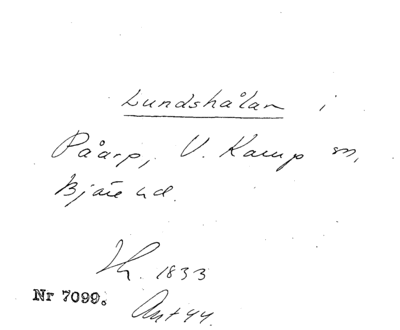 Lundshålan i
Påarp, V. Karup sn,
Bjäre hd.
1833
Nr 7099.
Ant 44.